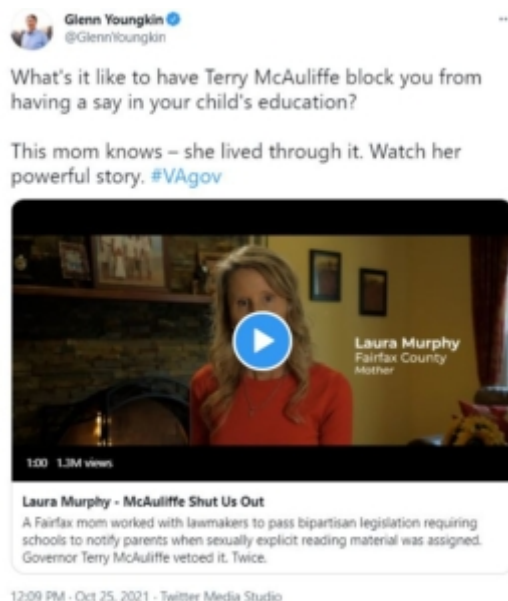 Glenn Youngkin
@GlennYoungkin
What's it like to have Terry McAuliffe block you from
having a say in your child's education?
This mom knows – she lived through it. Watch her
powerful story. #VAgov
Laura Murphy
Fairfax County
Mother
1:00 1.3M views
Laura Murphy - McAuliffe Shut Us Out
A Fairfax mom worked with lawmakers to pass bipartisan legislation requiring
schools to notify parents when sexually explicit reading material was assigned.
Governor Terry McAuliffe vetoed it. Twice.
12:09 PM · Oct 25, 2021 · Twitter Media Studio